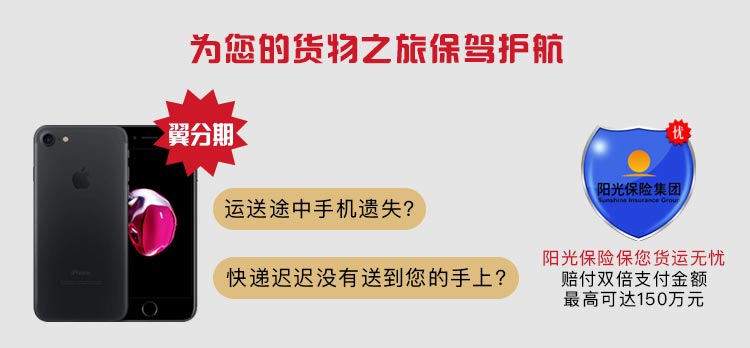 为您的货物之旅保驾护航
翼分期
iPhone
运送途中手机遗失?
快递迟迟没有送到您的手上?
忧
阳光保险集团
Sunshine Insurance Group
阳光保险保您货运无忧
赔付双倍支付金额
最高可达150万元